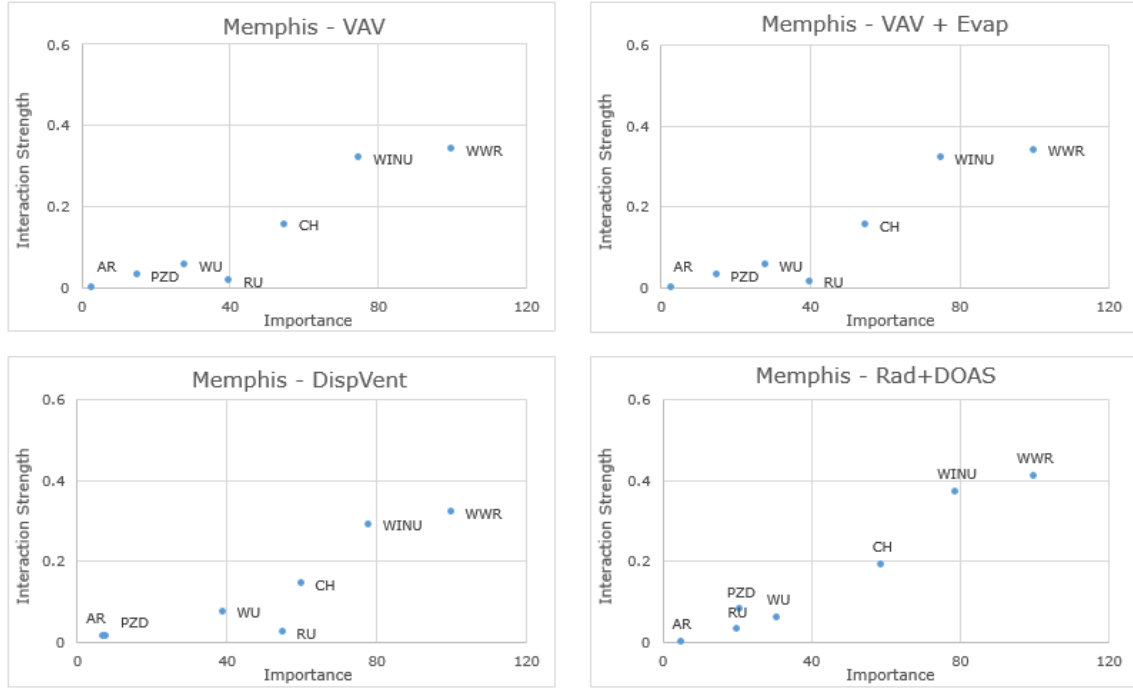 Memphis - VAV
0.6
0.4
0.2
0
Interaction Strength
AR
PZD
WU
RU
CH
WINU
WWR
0
40
80
120
Importance
Memphis - VAV + Evap
0.6
0.4
0.2
0
Interaction Strength
AR
PZD
WU
RU
CH
WINU
WWR
0
40
80
120
Importance
Memphis - DispVent
0.6
0.4
0.2
0
Interaction Strength
AR
PZD
WU
RU
CH
WINU
WWR
0
40
80
120
Importance
Memphis - Rad+DOAS
0.6
0.4
0.2
0
Interaction Strength
AR
PZD
RU
WU
CH
WINU
WWR
0
40
80
120
Importance